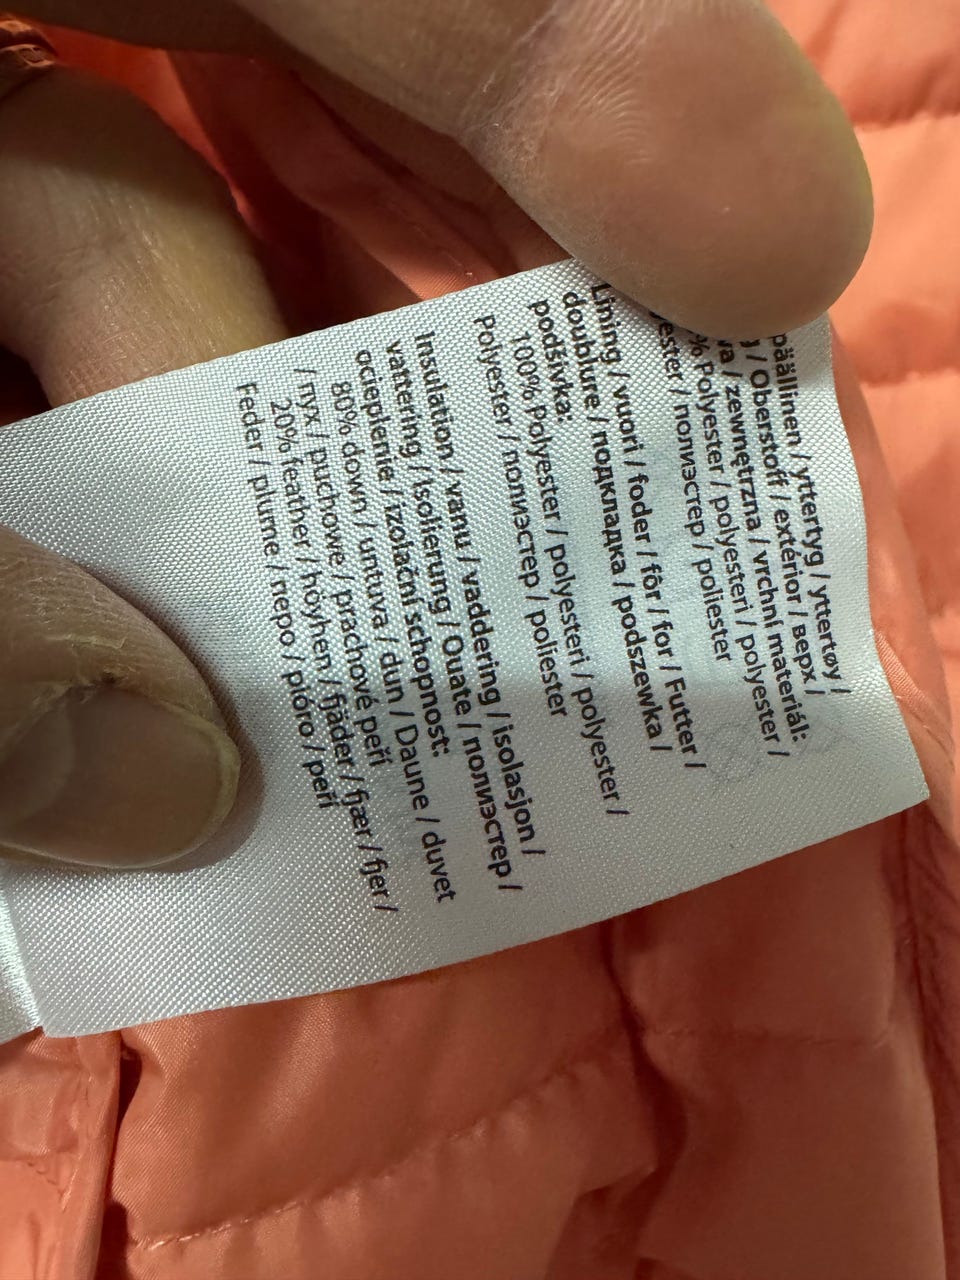 päällinen / yttertyg / yttertøy /
/ Oberstoff / extérior / верх /
/ zewnętrzna / vrchní materiál:
% Polyester / polyesteri / polyester /
/ полиэстер / poliester
Lining / vuori / foder / fôr / for / Futter /
doublure / подкладка / podszewka /
podšívka:
100% Polyester / polyesteri / polyester /
Polyester / полиэстер / poliester
Insulation / vanu / vaddering / isolasjon /
vattering / Isolierung / Ouate / полиэстер /
ocieplenie / izolační schopnost:
80% down / untuva / dun / Daune / duvet
/ пух / puchowe / prachové peří
20% feather / höyhen / fjäder / fjær / fjer /
Feder / plume / перо / pióro / peří